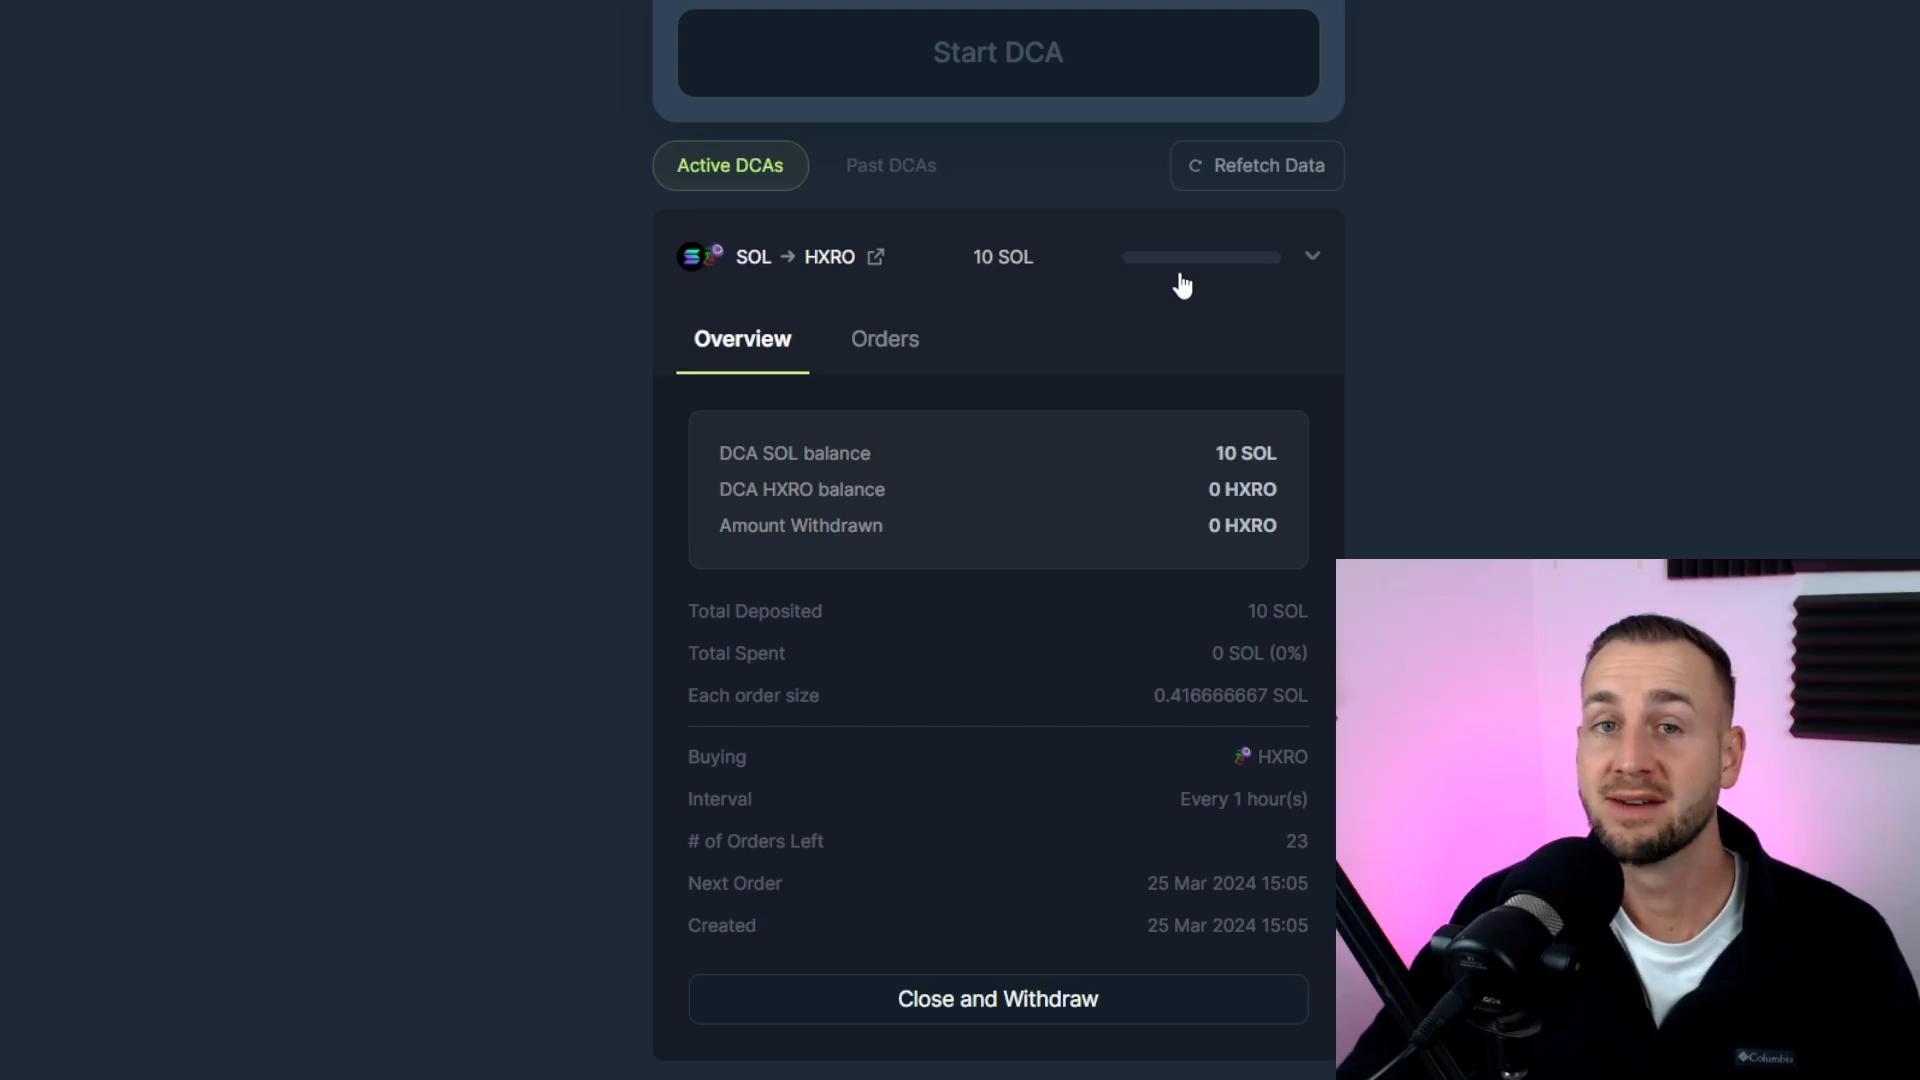 Start DCA
Active DCAs Past DCAs Refetch Data
SOL → HXRO 10 SOL
Overview Orders
DCA SOL balance 10 SOL
DCA HXRO balance 0 HXRO
Amount Withdrawn 0 HXRO
Total Deposited 10 SOL
Total Spent 0 SOL (0%)
Each order size 0.416666667 SOL
Buying HXRO
Interval Every 1 hour(s)
# of Orders Left 23
Next Order 25 Mar 2024 15:05
Created 25 Mar 2024 15:05
Close and Withdraw
Columbia